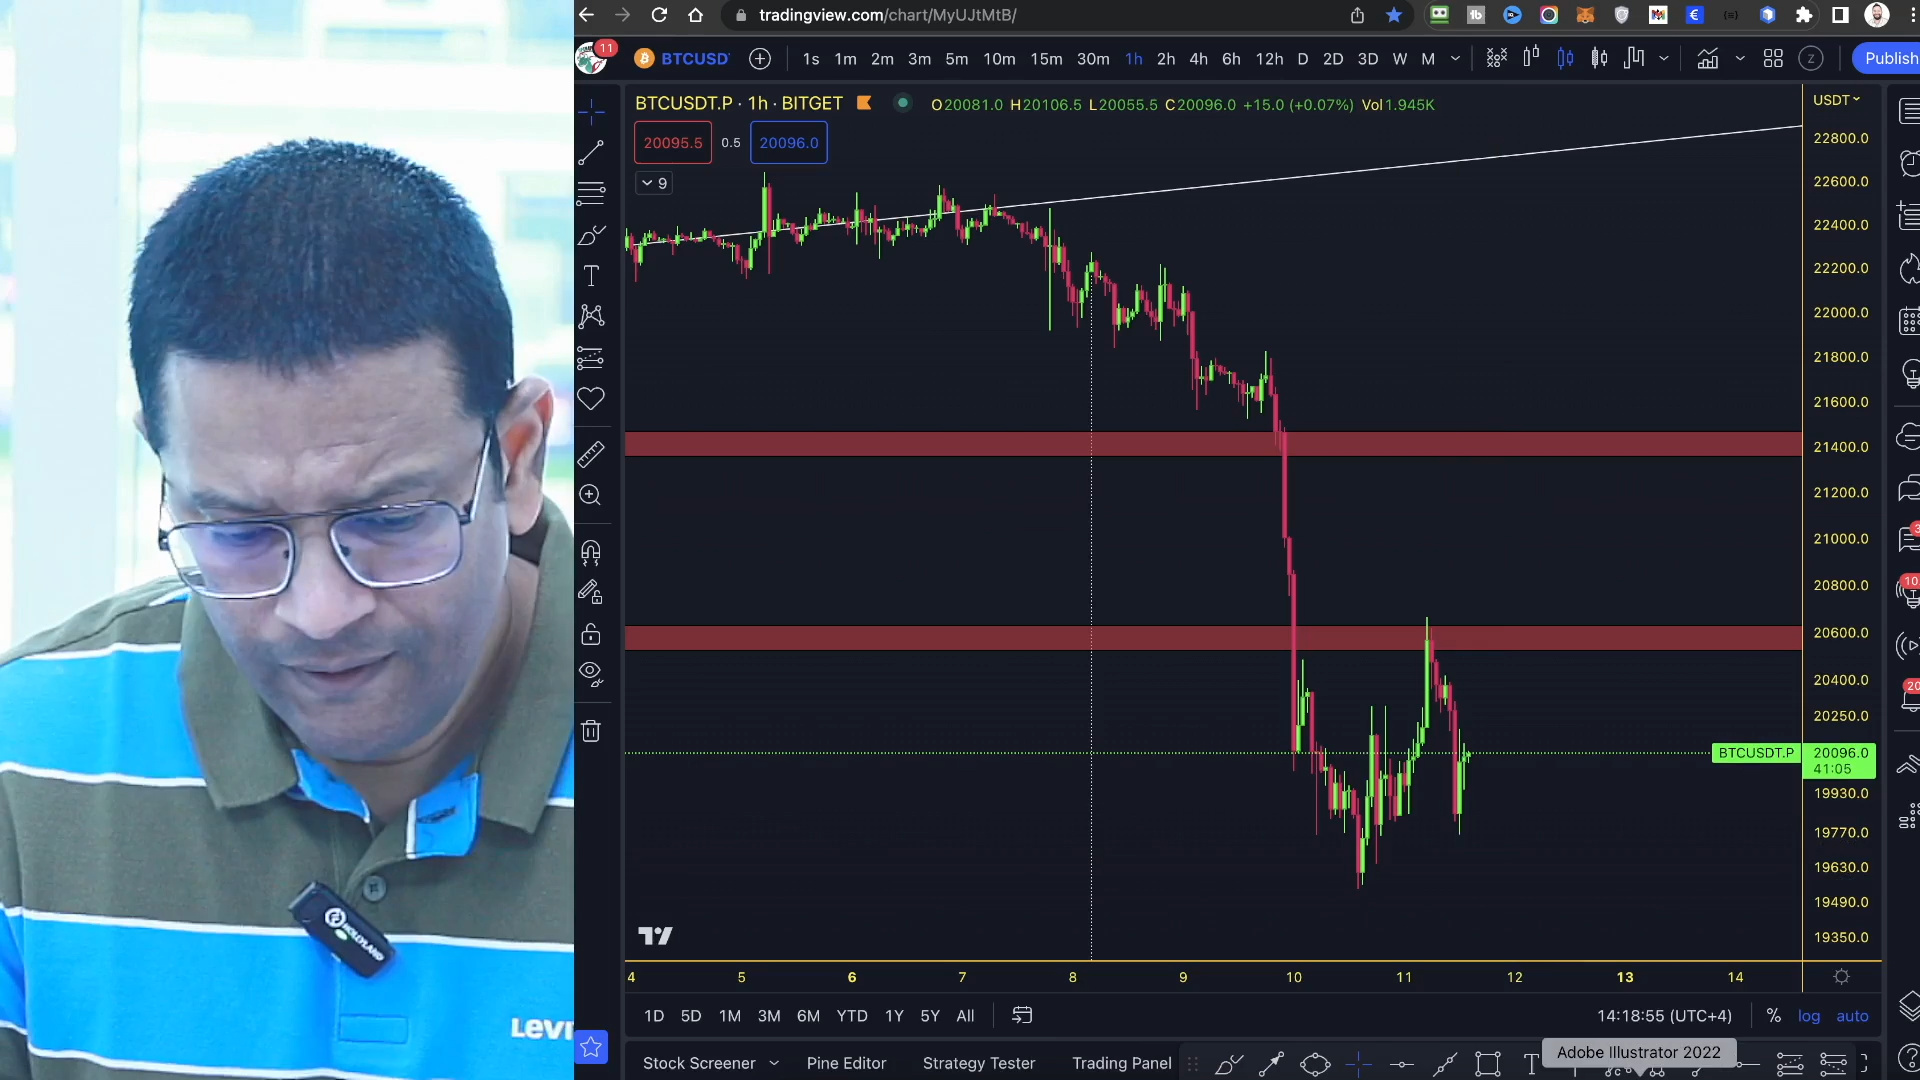 tradingview.com/chart/MyUJtMtB/
11
BTCUSD
1s 1m 2m 3m 5m 10m 15m 30m 1h 2h 4h 6h 12h D 2D 3D W M
Z
Publish
BTCUSDT.P · 1h · BITGET O20081.0 H20106.5 L20055.5 C20096.0 +15.0 (+0.07%) Vol1.945K
USDT
20095.5 0.5 20096.0
9
22800.0
22600.0
22400.0
22200.0
22000.0
21800.0
21600.0
21400.0
21200.0
21000.0
20800.0
20600.0
20400.0
20250.0
BTCUSDT.P 20096.0
41:05
19930.0
19770.0
19630.0
19490.0
19350.0
3
10
20
4 5 6 7 8 9 10 11 12 13 14
1D 5D 1M 3M 6M YTD 1Y 5Y All
14:18:55 (UTC+4) % log auto
Stock Screener Pine Editor Strategy Tester Trading Panel
Adobe Illustrator 2022
HOLLYLAND
Levi